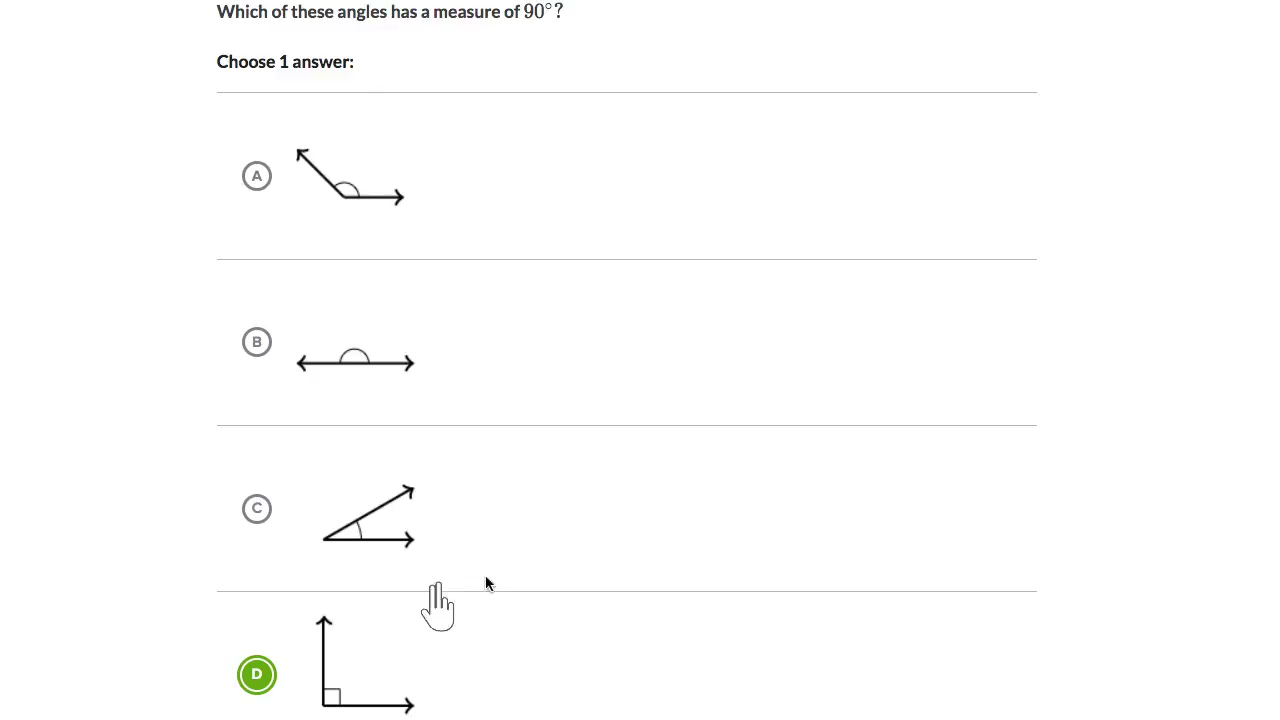 Which of these angles has a measure of 90°?
Choose 1 answer:
A
B
C
D